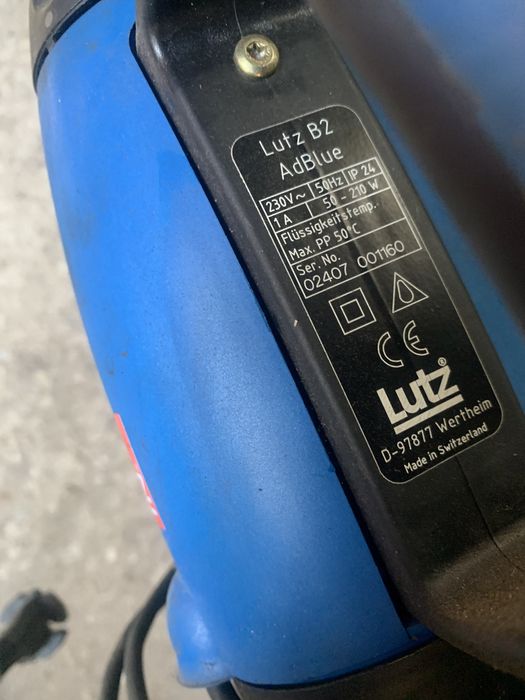 Lutz B2
AdBlue
230V~ 50Hz IP 24
1 A 50 - 210 W
Flüssigkeitstemp.
Max. PP 50°C
Ser. No.
02407 001160
CE
Lutz®
D-97877 Wertheim
Made in Switzerland